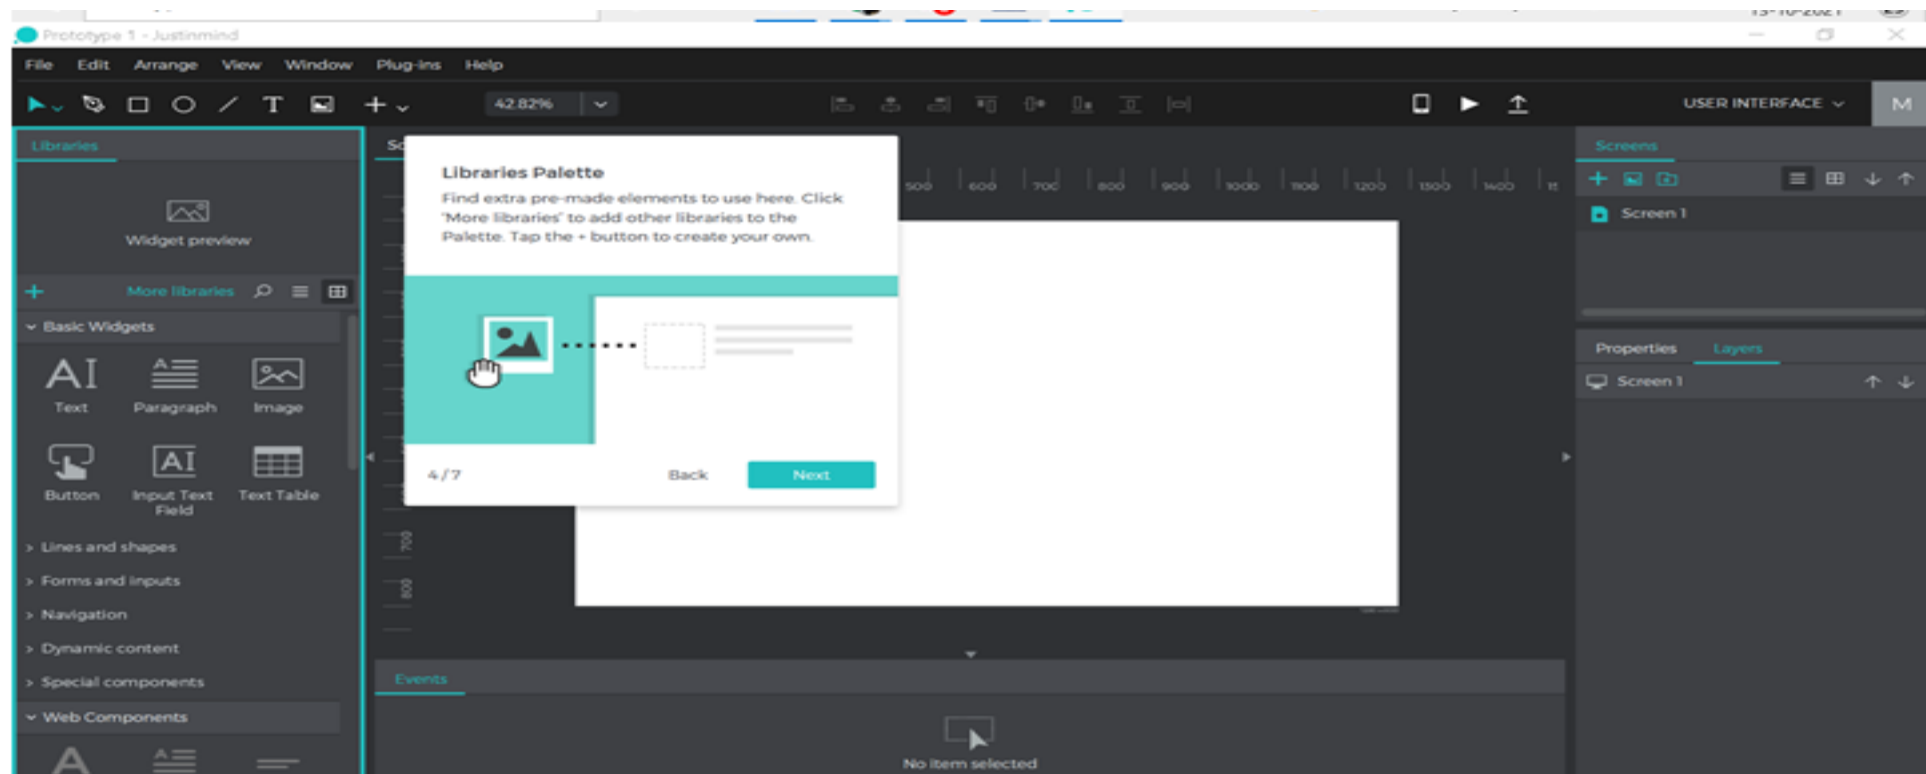 13-10-2021
Prototype 1 - Justinmind
File Edit Arrange View Window Plug-ins Help
42.82%
USER INTERFACE
M
Libraries
Widget preview
More libraries
Basic Widgets
AI
Text
Paragraph
Image
Button
AI
Input Text Field
Text Table
Lines and shapes
Forms and inputs
Navigation
Dynamic content
Special components
Web Components
Libraries Palette
Find extra pre-made elements to use here. Click
'More libraries' to add other libraries to the
Palette. Tap the + button to create your own.
4/7
Back
Next
500 600 700 800 900 1000 1100 1200 1300 1400
700
800
Events
No item selected
Screens
Screen 1
Properties Layers
Screen 1